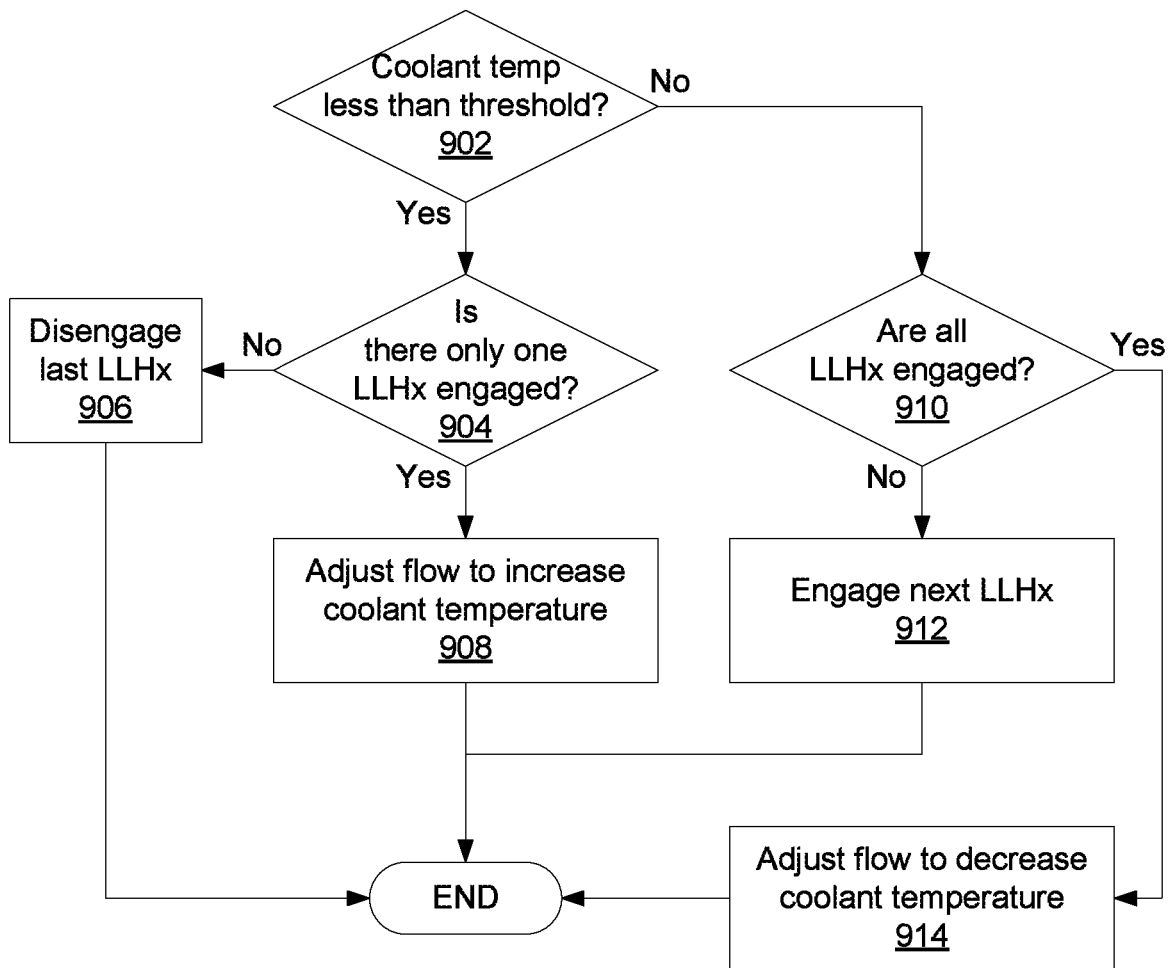 Coolant temp
less than threshold?
902
No
Yes
Disengage
last LLHx
906
No
Is
there only one
LLHx engaged?
904
Yes
Are all
LLHx engaged?
910
Yes
No
Adjust flow to increase
coolant temperature
908
Engage next LLHx
912
END
Adjust flow to decrease
coolant temperature
914